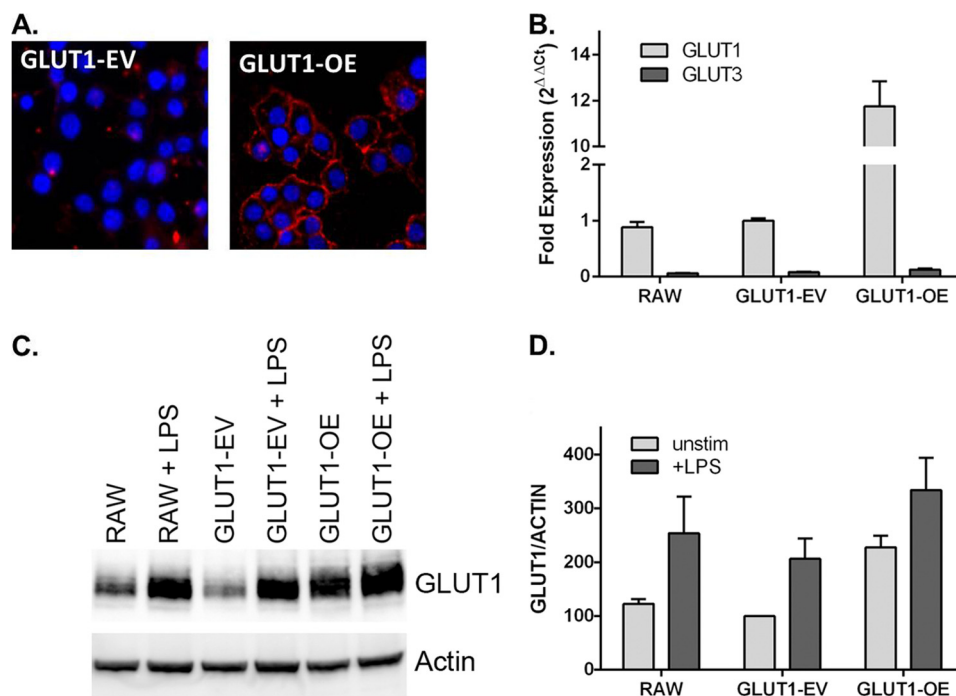 A.
GLUT1-EV
GLUT1-OE
B.
Fold Expression (2^ΔΔCt)
14
12
10
2
1
0
GLUT1
GLUT3
RAW
GLUT1-EV
GLUT1-OE
C.
RAW
RAW + LPS
GLUT1-EV
GLUT1-EV + LPS
GLUT1-OE
GLUT1-OE + LPS
GLUT1
Actin
D.
GLUT1/ACTIN
400
300
200
100
0
unstim
+LPS
RAW
GLUT1-EV
GLUT1-OE